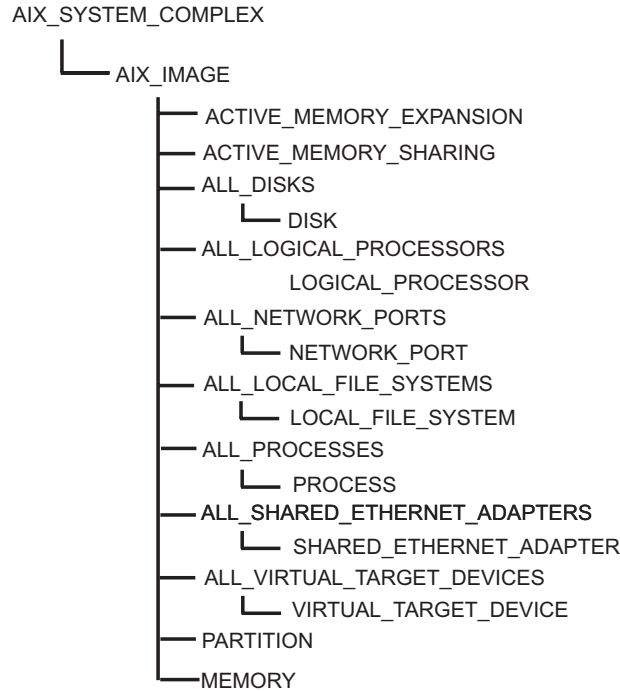 AIX_SYSTEM_COMPLEX
AIX_IMAGE
ACTIVE_MEMORY_EXPANSION
ACTIVE_MEMORY_SHARING
ALL_DISKS
DISK
ALL_LOGICAL_PROCESSORS
LOGICAL_PROCESSOR
ALL_NETWORK_PORTS
NETWORK_PORT
ALL_LOCAL_FILE_SYSTEMS
LOCAL_FILE_SYSTEM
ALL_PROCESSES
PROCESS
ALL_SHARED_ETHERNET_ADAPTERS
SHARED_ETHERNET_ADAPTER
ALL_VIRTUAL_TARGET_DEVICES
VIRTUAL_TARGET_DEVICE
PARTITION
MEMORY